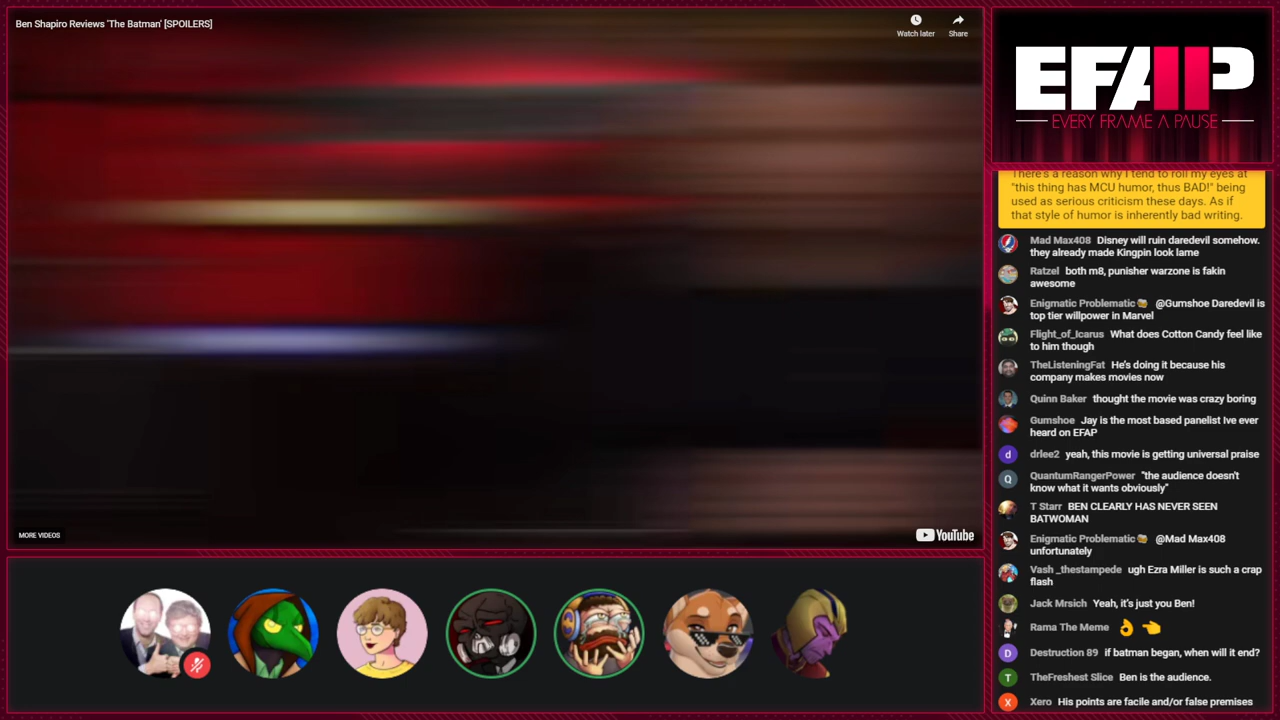 Ben Shapiro Reviews 'The Batman' [SPOILERS]
Watch later
Share
MORE VIDEOS
YouTube
EFAP
EVERY FRAME A PAUSE
There's a reason why I tend to roll my eyes at
"this thing has MCU humor, thus BAD!" being
used as serious criticism these days. As if
that style of humor is inherently bad writing.
Mad Max408 Disney will ruin daredevil somehow.
they already made Kingpin look lame
Ratzel both m8, punisher warzone is fakin
awesome
Enigmatic Problematic @Gumshoe Daredevil is
top tier willpower in Marvel
Flight_of_Icarus What does Cotton Candy feel like
to him though
TheListeningFat He's doing it because his
company makes movies now
Quinn Baker thought the movie was crazy boring
Gumshoe Jay is the most based panelist Ive ever
heard on EFAP
d
drlee2 yeah, this movie is getting universal praise
Q
QuantumRangerPower "the audience doesn't
know what it wants obviously"
T Starr BEN CLEARLY HAS NEVER SEEN
BATWOMAN
Enigmatic Problematic @Mad Max408
unfortunately
Vash _thestampede ugh Ezra Miller is such a crap
flash
Jack Mrsich Yeah, it's just you Ben!
Rama The Meme 👌 👈
D
Destruction 89 if batman began, when will it end?
T
TheFreshest Slice Ben is the audience.
X
Xero His points are facile and/or false premises